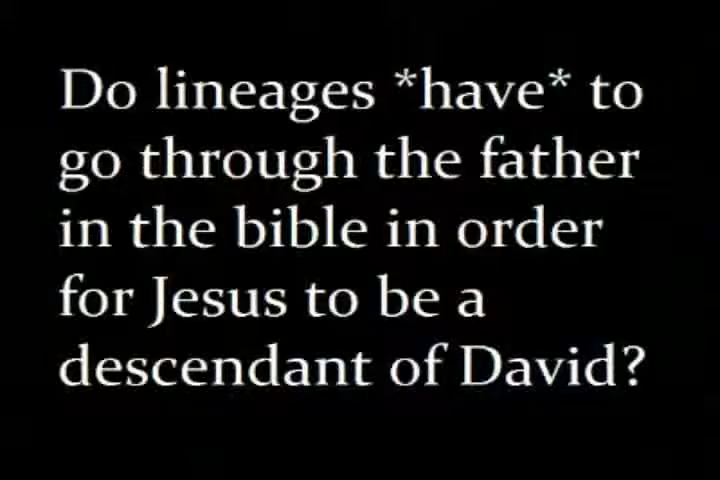 Do lineages *have* to
go through the father
in the bible in order
for Jesus to be a
descendant of David?